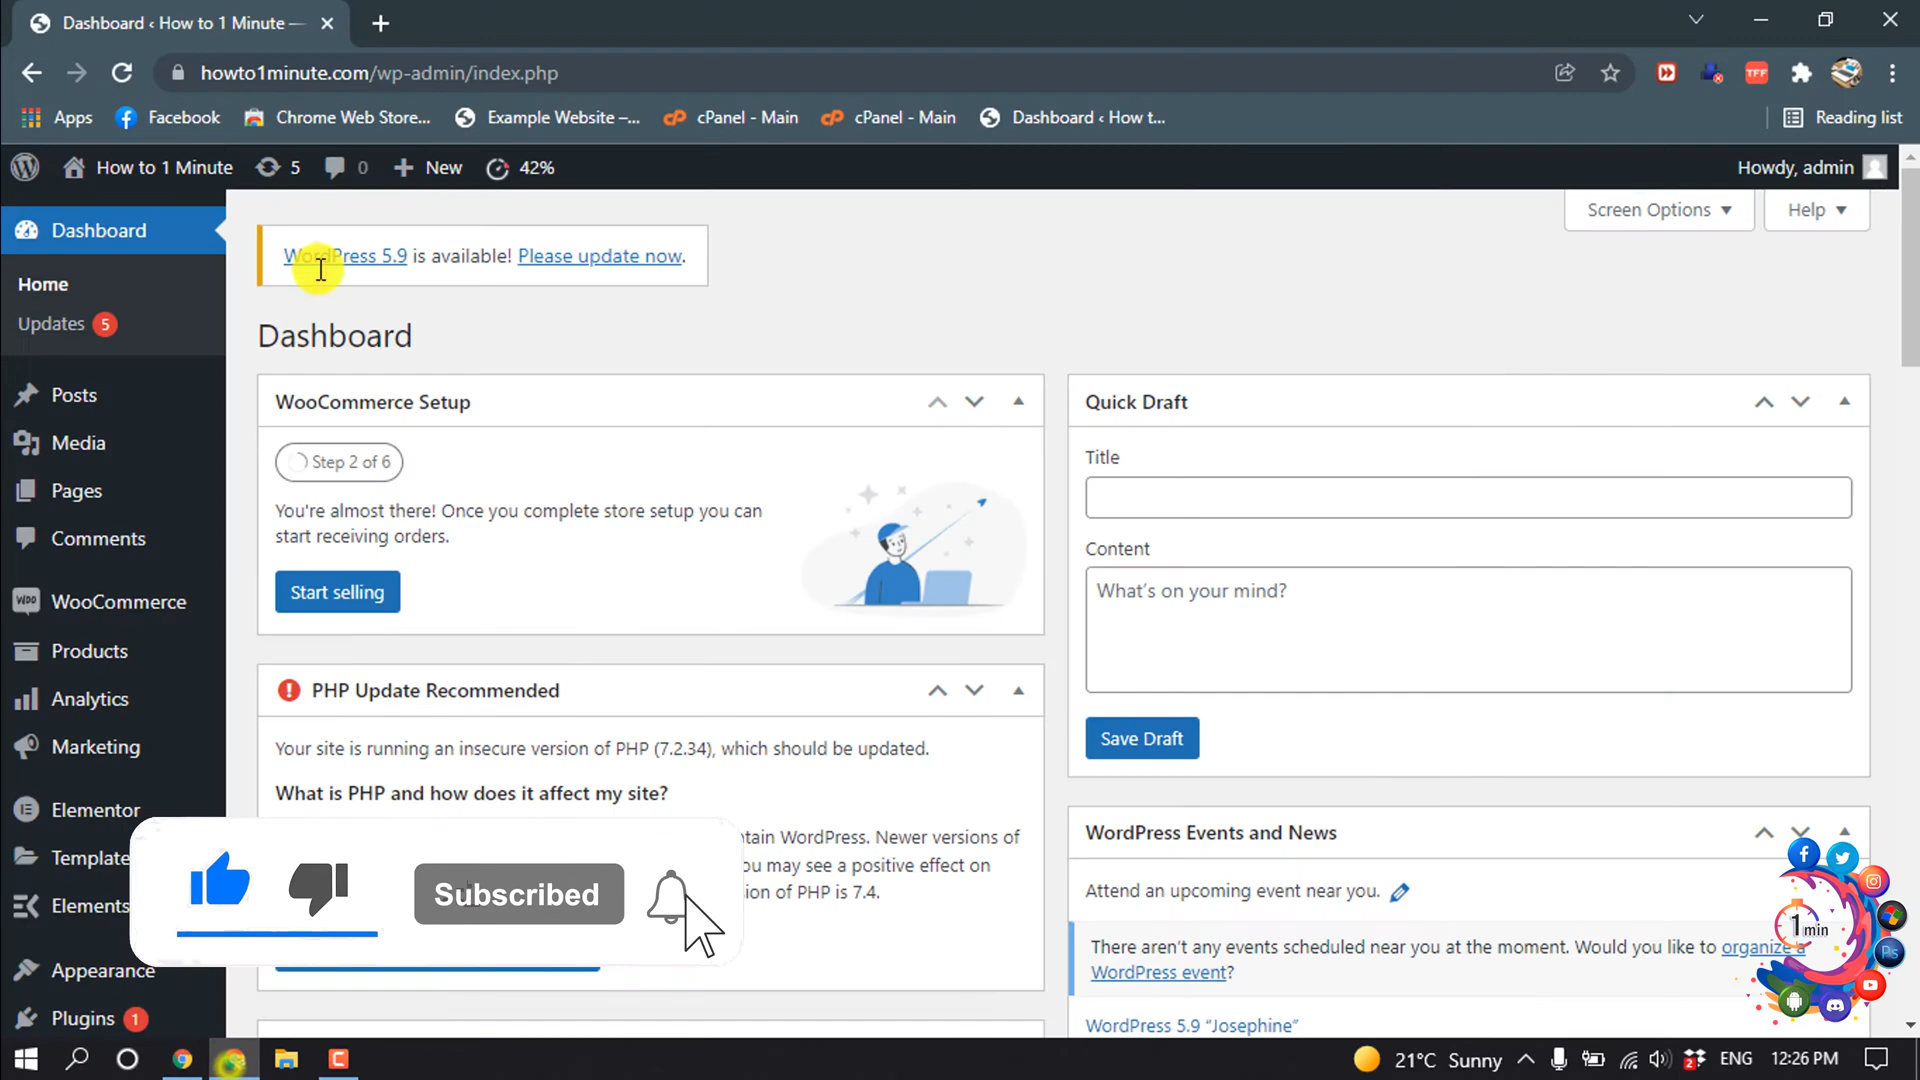 Dashboard ‹ How to 1 Minute —
howto1minute.com/wp-admin/index.php
Apps
Facebook
Chrome Web Store...
Example Website –...
cPanel - Main
cPanel - Main
Dashboard ‹ How t...
Reading list
How to 1 Minute
5
0
New
42%
Howdy, admin
Dashboard
Home
Updates 5
Posts
Media
Pages
Comments
WooCommerce
Products
Analytics
Marketing
Elementor
Template
Elements
Appearance
Plugins 1
Screen Options
Help
WordPress 5.9 is available! Please update now.
Dashboard
WooCommerce Setup
Step 2 of 6
You're almost there! Once you complete store setup you can
start receiving orders.
Start selling
PHP Update Recommended
Your site is running an insecure version of PHP (7.2.34), which should be updated.
What is PHP and how does it affect my site?
ntain WordPress. Newer versions of
ou may see a positive effect on
sion of PHP is 7.4.
Subscribed
Quick Draft
Title
Content
What's on your mind?
Save Draft
WordPress Events and News
Attend an upcoming event near you.
There aren't any events scheduled near you at the moment. Would you like to organize a
WordPress event?
WordPress 5.9 “Josephine”
1 min
Ps
TFF
21°C Sunny
2
ENG
12:26 PM